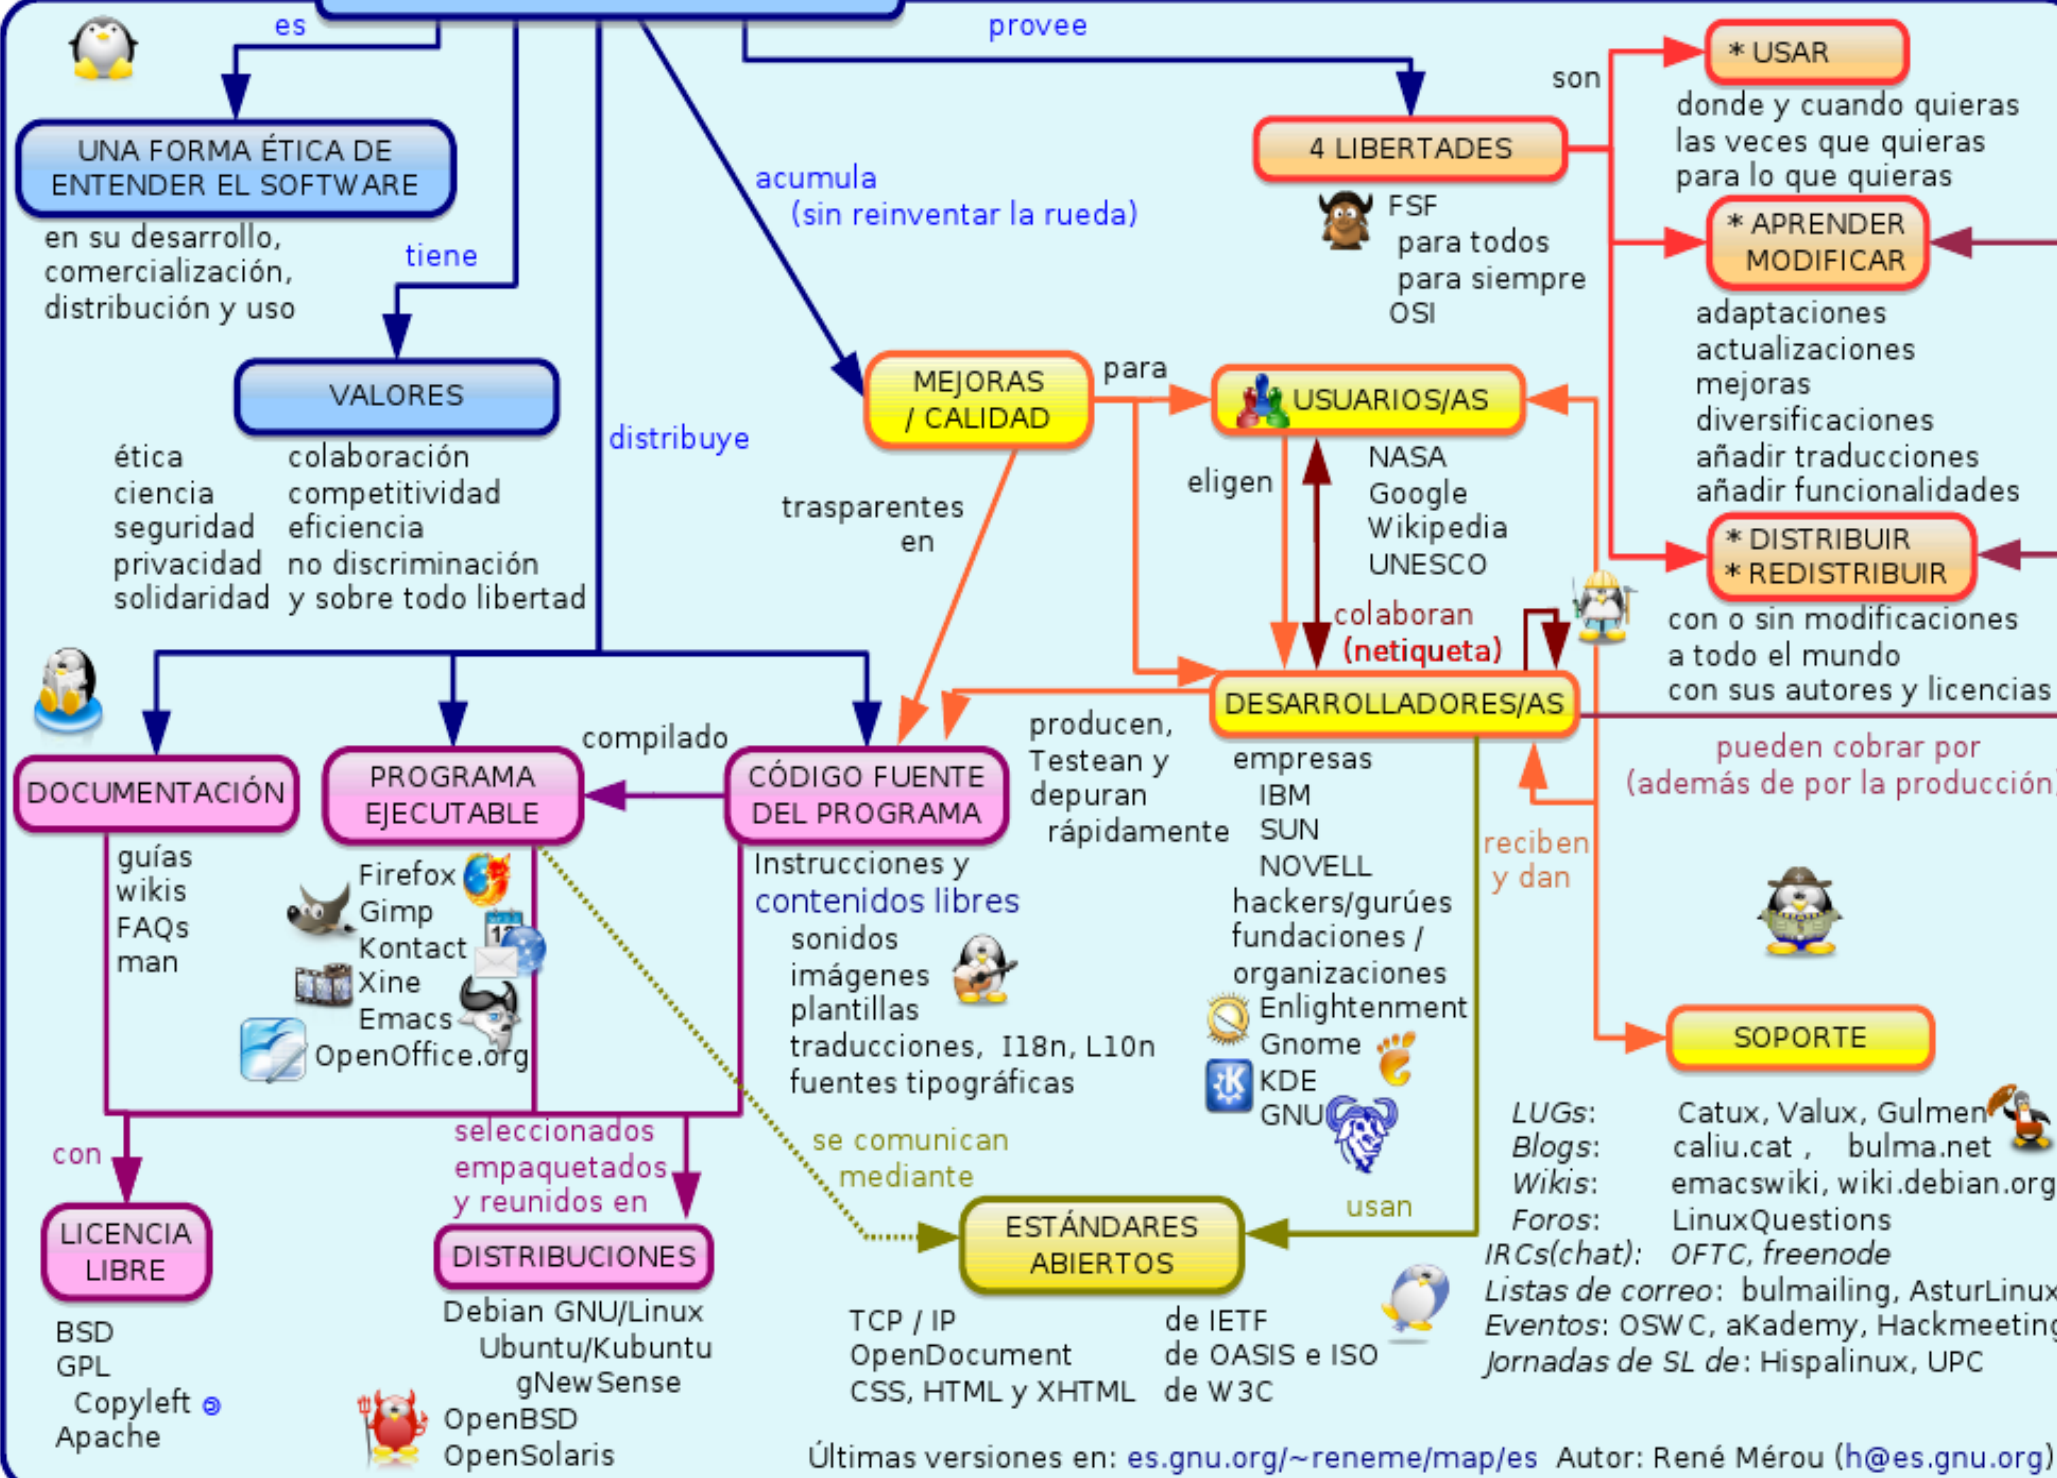 es
provee
* USAR
son
donde y cuando quieras
las veces que quieras
para lo que quieras
UNA FORMA ÉTICA DE
ENTENDER EL SOFTWARE
en su desarrollo,
comercialización,
distribución y uso
4 LIBERTADES
FSF
para todos
para siempre
OSI
acumula
(sin reinventar la rueda)
* APRENDER
MODIFICAR
adaptaciones
actualizaciones
mejoras
diversificaciones
añadir traducciones
añadir funcionalidades
tiene
VALORES
ética colaboración
ciencia competitividad
seguridad eficiencia
privacidad no discriminación
solidaridad y sobre todo libertad
distribuye
MEJORAS
/ CALIDAD
para
USUARIOS/AS
NASA
Google
Wikipedia
UNESCO
eligen
trasparentes
en
colaboran
(netiqueta)
* DISTRIBUIR
* REDISTRIBUIR
con o sin modificaciones
a todo el mundo
con sus autores y licencias
DESARROLLADORES/AS
pueden cobrar por
(además de por la producción)
producen,
Testean y
depuran
rápidamente
empresas
IBM
SUN
NOVELL
hackers/gurúes
fundaciones /
organizaciones
Enlightenment
Gnome
KDE
GNU
reciben
y dan
DOCUMENTACIÓN
guías
wikis
FAQs
man
PROGRAMA
EJECUTABLE
Firefox
Gimp
Kontact
12
Xine
Emacs
OpenOffice.org
compilado
CÓDIGO FUENTE
DEL PROGRAMA
Instrucciones y
contenidos libres
sonidos
imágenes
plantillas
traducciones, I18n, L10n
fuentes tipográficas
SOPORTE
LUGs: Catux, Valux, Gulmen
Blogs: caliu.cat , bulma.net
Wikis: emacswiki, wiki.debian.org
Foros: LinuxQuestions
IRCs(chat): OFTC, freenode
Listas de correo: bulmailing, AsturLinux
Eventos: OSWC, aKademy, Hackmeeting
Jornadas de SL de: Hispalinux, UPC
con
LICENCIA
LIBRE
BSD
GPL
Copyleft
Apache
seleccionados
empaquetados
y reunidos en
DISTRIBUCIONES
Debian GNU/Linux
Ubuntu/Kubuntu
gNewSense
OpenBSD
OpenSolaris
se comunican
mediante
usan
ESTÁNDARES
ABIERTOS
TCP / IP de IETF
OpenDocument de OASIS e ISO
CSS, HTML y XHTML de W3C
Últimas versiones en: es.gnu.org/~reneme/map/es Autor: René Mérou (h@es.gnu.org)